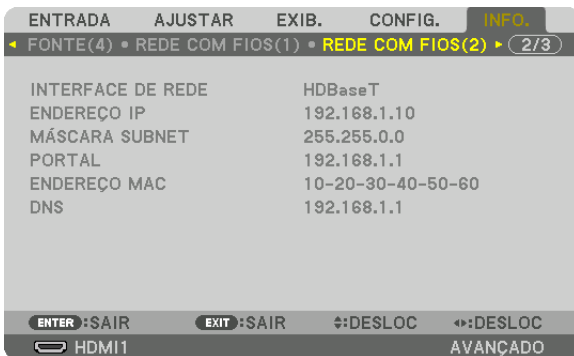 ENTRADA AJUSTAR EXIB. CONFIG. INFO.
FONTE(4) • REDE COM FIOS(1) • REDE COM FIOS(2) 2/3
INTERFACE DE REDE HDBaseT
ENDEREÇO IP 192.168.1.10
MÁSCARA SUBNET 255.255.0.0
PORTAL 192.168.1.1
ENDEREÇO MAC 10-20-30-40-50-60
DNS 192.168.1.1
ENTER :SAIR EXIT :SAIR :DESLOC :DESLOC
HDMI1 AVANÇADO